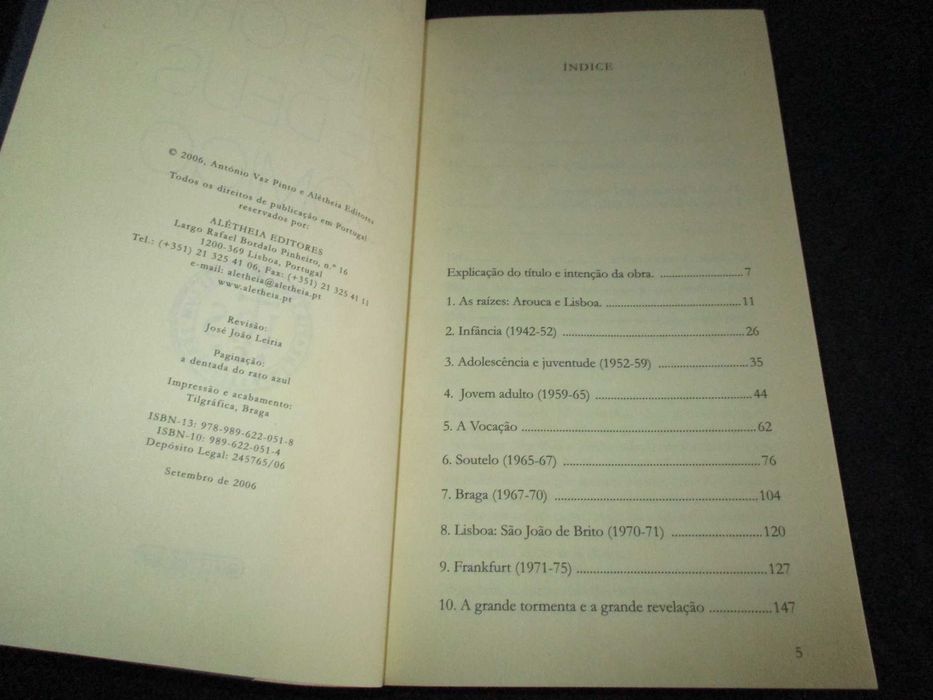 © 2006, António Vaz Pinto e Alêtheia Editores
Todos os direitos de publicação em Portugal
reservados por:
ALÊTHEIA EDITORES
Largo Rafael Bordalo Pinheiro, n.º 16
1200-369 Lisboa, Portugal
Tel.: (+351) 21 325 41 06, Fax: (+351) 21 325 41 11
e-mail: aletheia@aletheia.pt
www.aletheia.pt
Revisão:
José João Leiria
Paginação:
a dentada do rato azul
Impressão e acabamento:
Tilgráfica, Braga
ISBN-13: 978-989-622-051-8
ISBN-10: 989-622-051-4
Depósito Legal: 245765/06
Setembro de 2006
ÍNDICE
Explicação do título e intenção da obra. ........................7
1. As raízes: Arouca e Lisboa. .......................................11
2. Infância (1942-52) .....................................................26
3. Adolescência e juventude (1952-59) ..........................35
4. Jovem adulto (1959-65) ..............................................44
5. A Vocação ..................................................................62
6. Soutelo (1965-67) .......................................................76
7. Braga (1967-70) .........................................................104
8. Lisboa: São João de Brito (1970-71) ..........................120
9. Frankfurt (1971-75) ....................................................127
10. A grande tormenta e a grande revelação ..................147
5